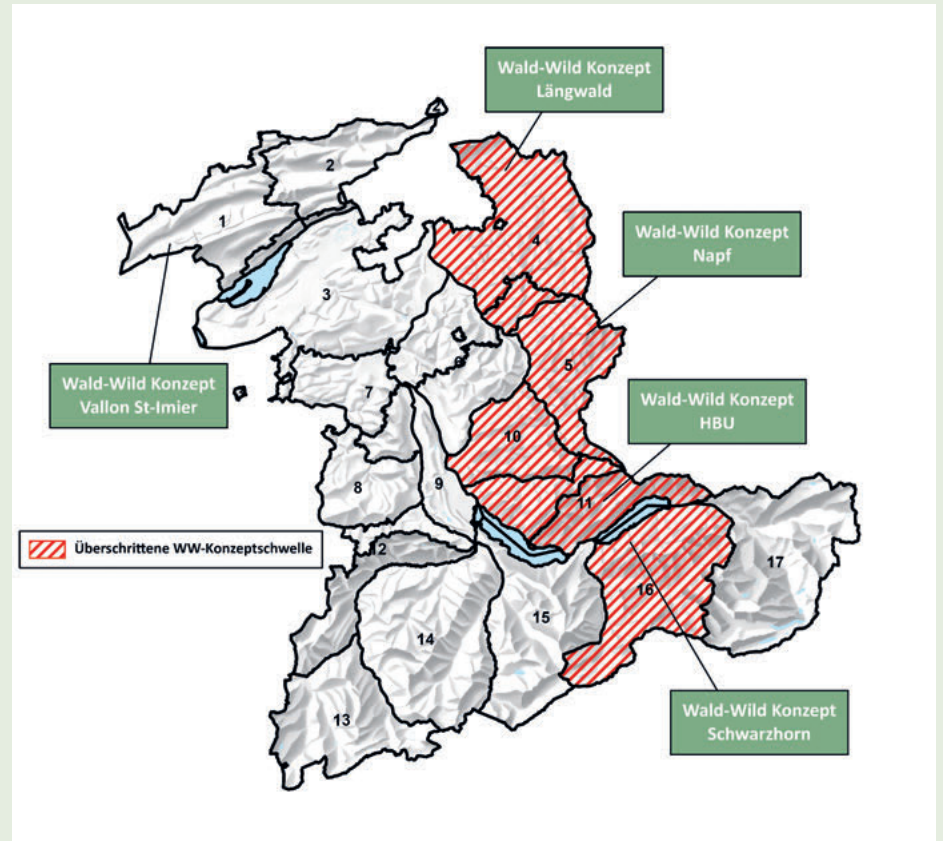 Wald-Wild Konzept
Längwald
2
1
4
Wald-Wild Konzept
Napf
3
5
6
Wald-Wild Konzept
Vallon St-Imier
7
Wald-Wild Konzept
HBU
10
8
9
11
Überschrittene WW-Konzeptschwelle
12
17
16
15
14
Wald-Wild Konzept
Schwarzhorn
13